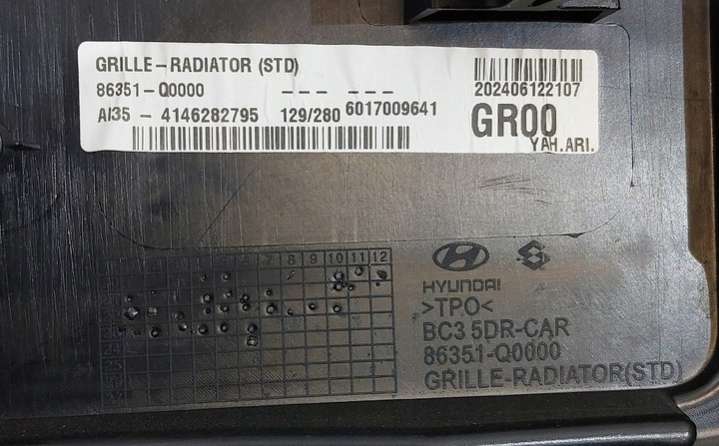 GRILLE-RADIATOR (STD)
86351-Q0000 --- ---
202406122107
AI35 - 4146282795 129/280 6017009641
GR00
YAH.ARI.
7 8 9 10 11 12
HYUNDAI
>TPO<
BC3 5DR-CAR
86351-Q0000
GRILLE-RADIATOR(STD)